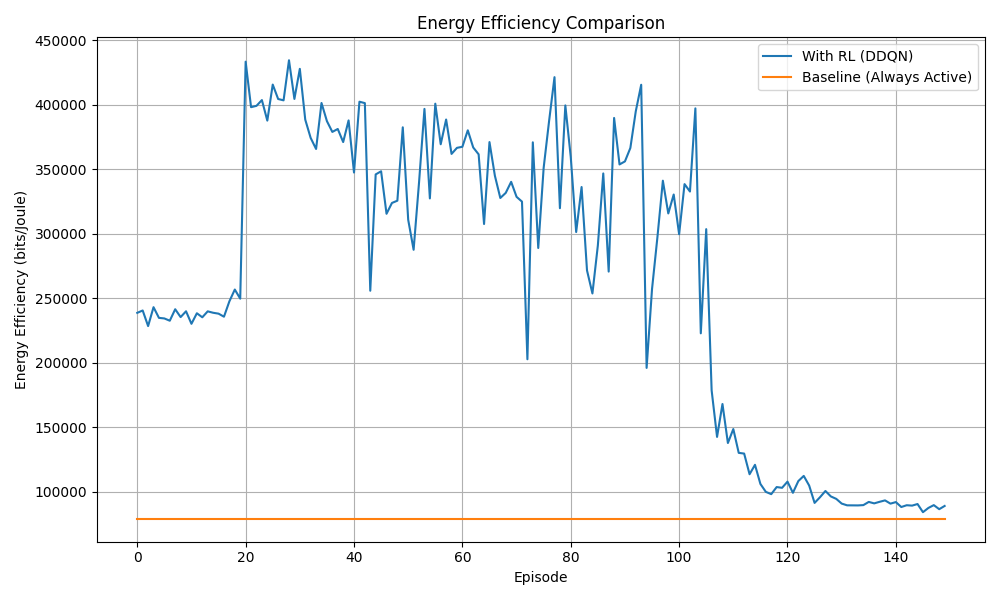 Energy Efficiency Comparison
With RL (DDQN)
Baseline (Always Active)
Energy Efficiency (bits/Joule)
450000
400000
350000
300000
250000
200000
150000
100000
0 20 40 60 80 100 120 140
Episode